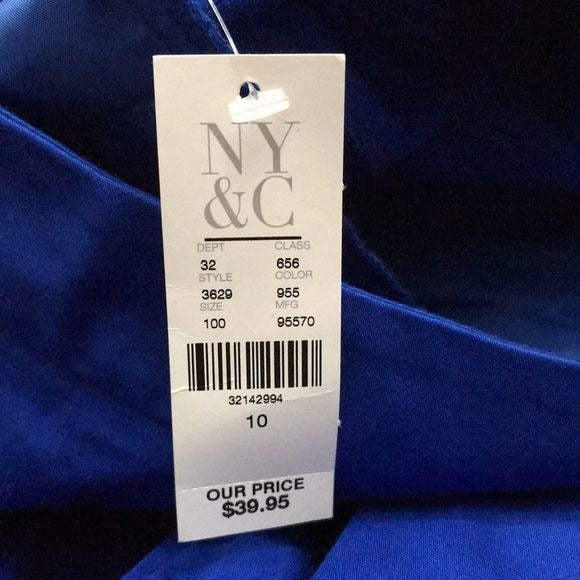 NY
&C
DEPT CLASS
32 656
STYLE COLOR
3629 955
SIZE MFG
100 95570
32142994
10
OUR PRICE
$39.95